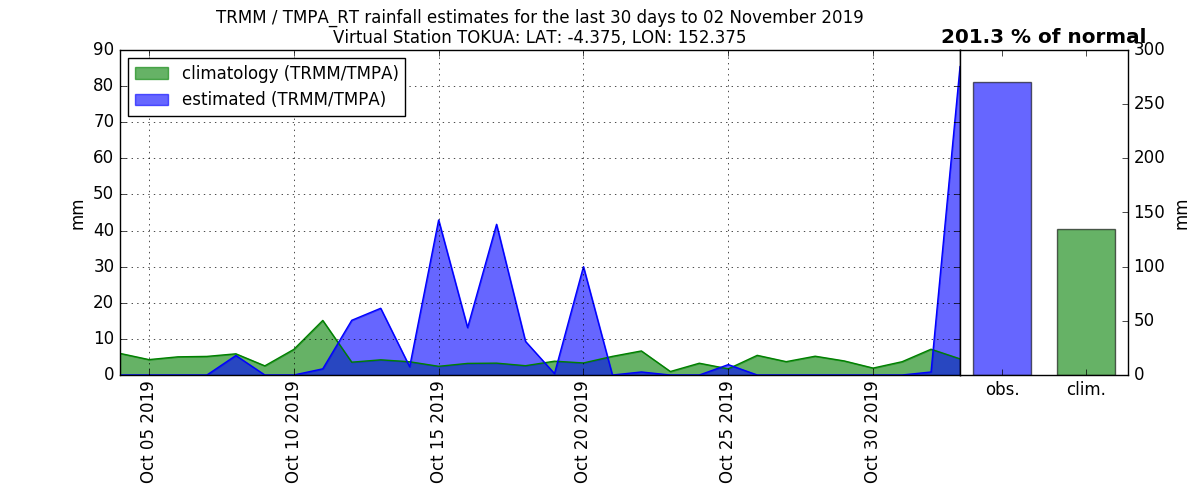 TRMM / TMPA_RT rainfall estimates for the last 30 days to 02 November 2019
Virtual Station TOKUA: LAT: -4.375, LON: 152.375
201.3 % of normal
climatology (TRMM/TMPA)
estimated (TRMM/TMPA)
mm
90
80
70
60
50
40
30
20
10
0
Oct 05 2019
Oct 10 2019
Oct 15 2019
Oct 20 2019
Oct 25 2019
Oct 30 2019
obs.
clim.
300
250
200
150
100
50
0
mm